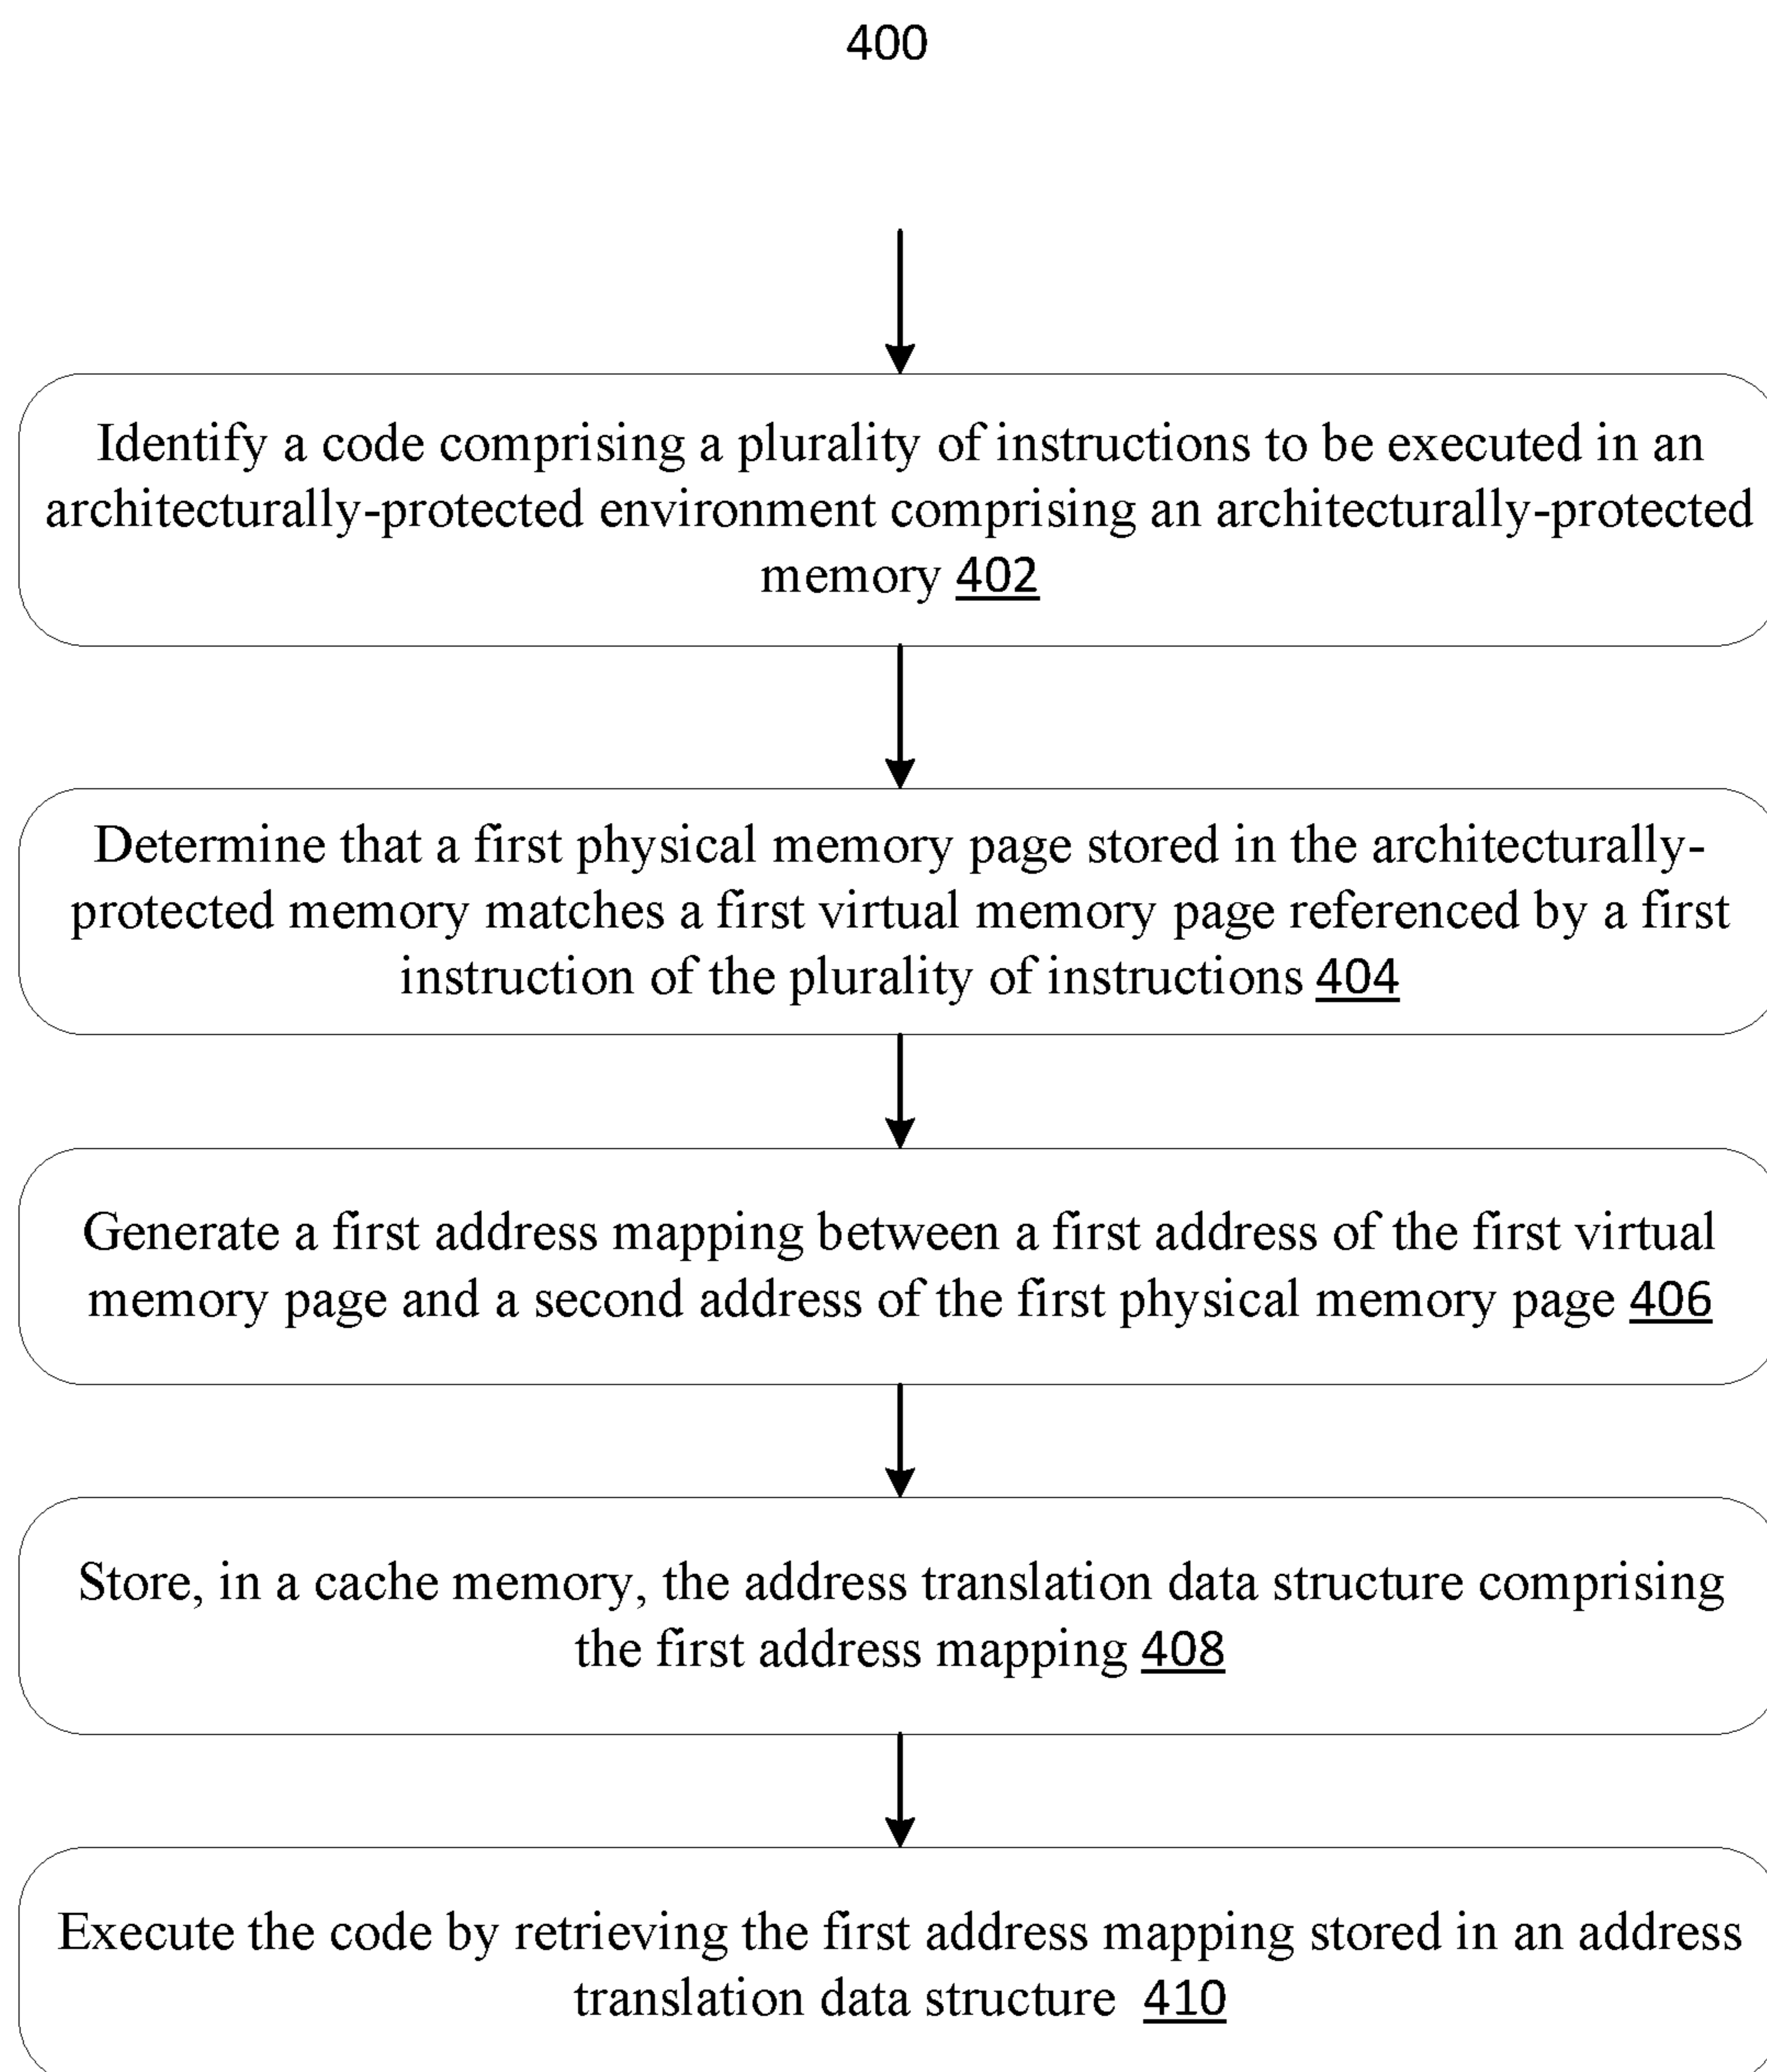 400
Identify a code comprising a plurality of instructions to be executed in an
architecturally-protected environment comprising an architecturally-protected
memory 402
Determine that a first physical memory page stored in the architecturally-
protected memory matches a first virtual memory page referenced by a first
instruction of the plurality of instructions 404
Generate a first address mapping between a first address of the first virtual
memory page and a second address of the first physical memory page 406
Store, in a cache memory, the address translation data structure comprising
the first address mapping 408
Execute the code by retrieving the first address mapping stored in an address
translation data structure 410